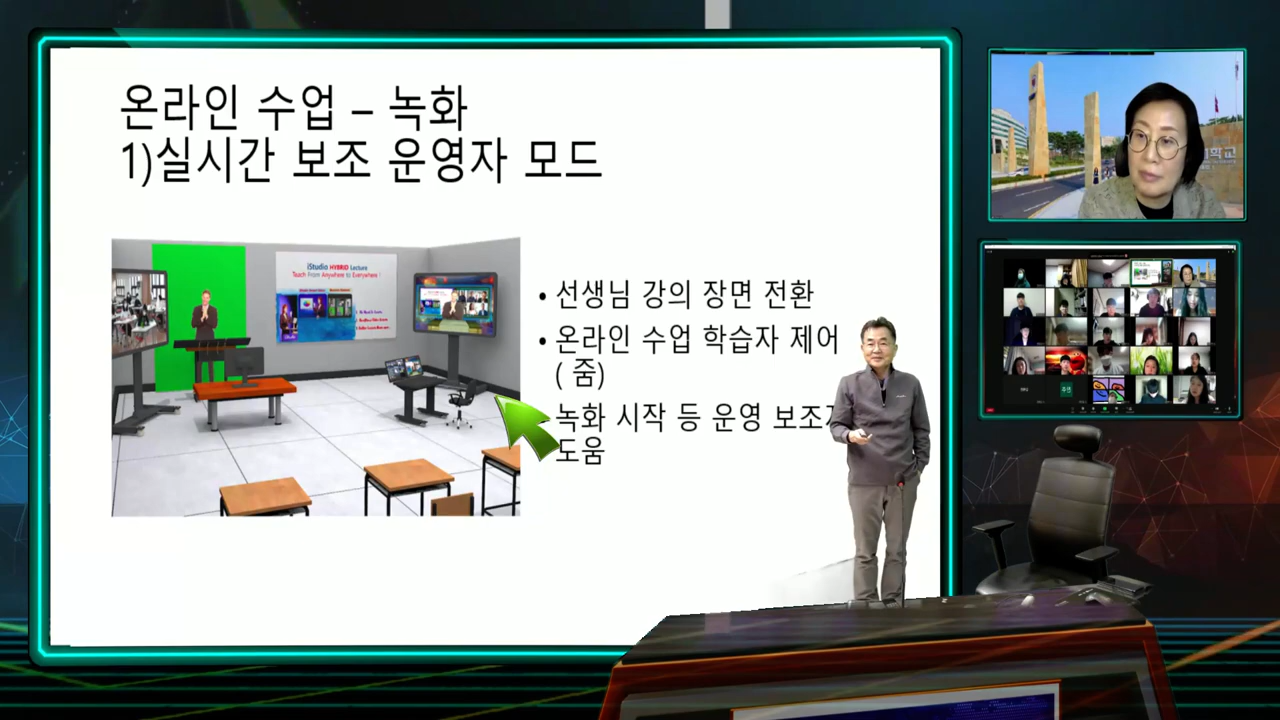 온라인 수업 – 녹화
1)실시간 보조 운영자 모드
iStudio HYBRID Lecture
Teach From Anywhere to Everywhere !
• 선생님 강의 장면 전환
• 온라인 수업 학습자 제어
( 줌)
녹화 시작 등 운영 보조
도움